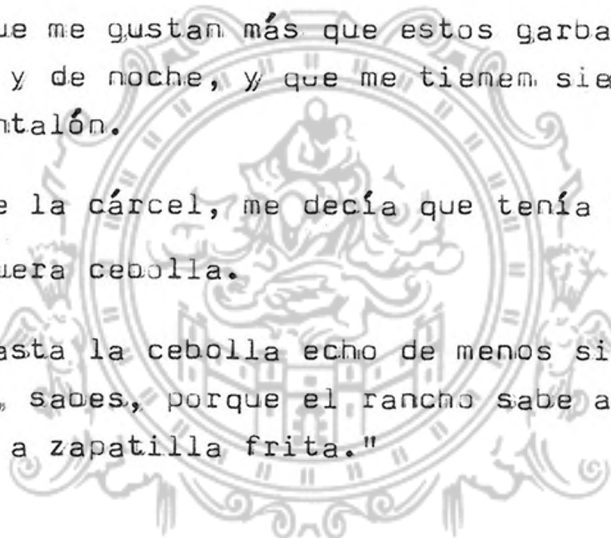 ue me gustan más que estos garba
y de noche, y que me tienem sie
ntalón.
e la cárcel, me decía que tenía
uera cebolla.
asta la cebolla echo de menos si
, sabes, porque el rancho sabe a
a zapatilla frita."